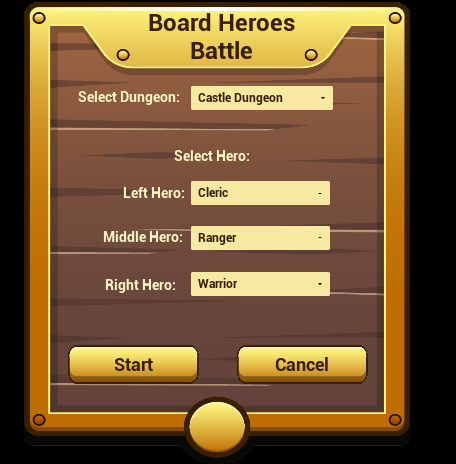 Board Heroes
Battle
Select Dungeon: Castle Dungeon
Select Hero:
Left Hero: Cleric
Middle Hero: Ranger
Right Hero: Warrior
Start Cancel